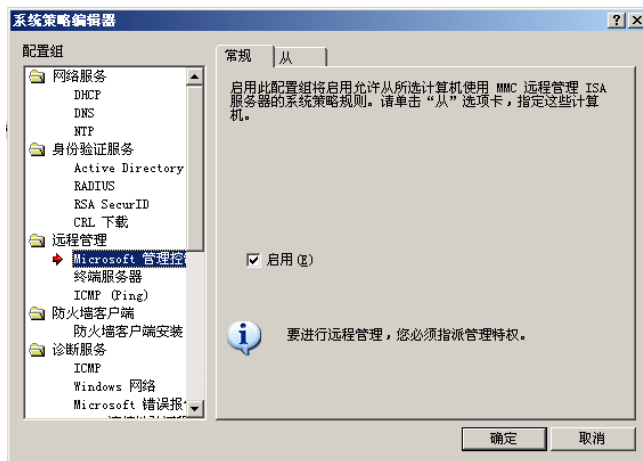 系统策略编辑器
配置组
网络服务
DHCP
DNS
NTP
身份验证服务
Active Directory
RADIUS
RSA SecurID
CRL 下载
远程管理
Microsoft 管理控
终端服务器
ICMP (Ping)
防火墙客户端
防火墙客户端安装
诊断服务
ICMP
Windows 网络
Microsoft 错误报
常规
从
启用此配置组将启用允许从所选计算机使用 MMC 远程管理 ISA
服务器的系统策略规则。请单击“从”选项卡，指定这些计算
机。
启用(E)
要进行远程管理，您必须指派管理特权。
确定
取消